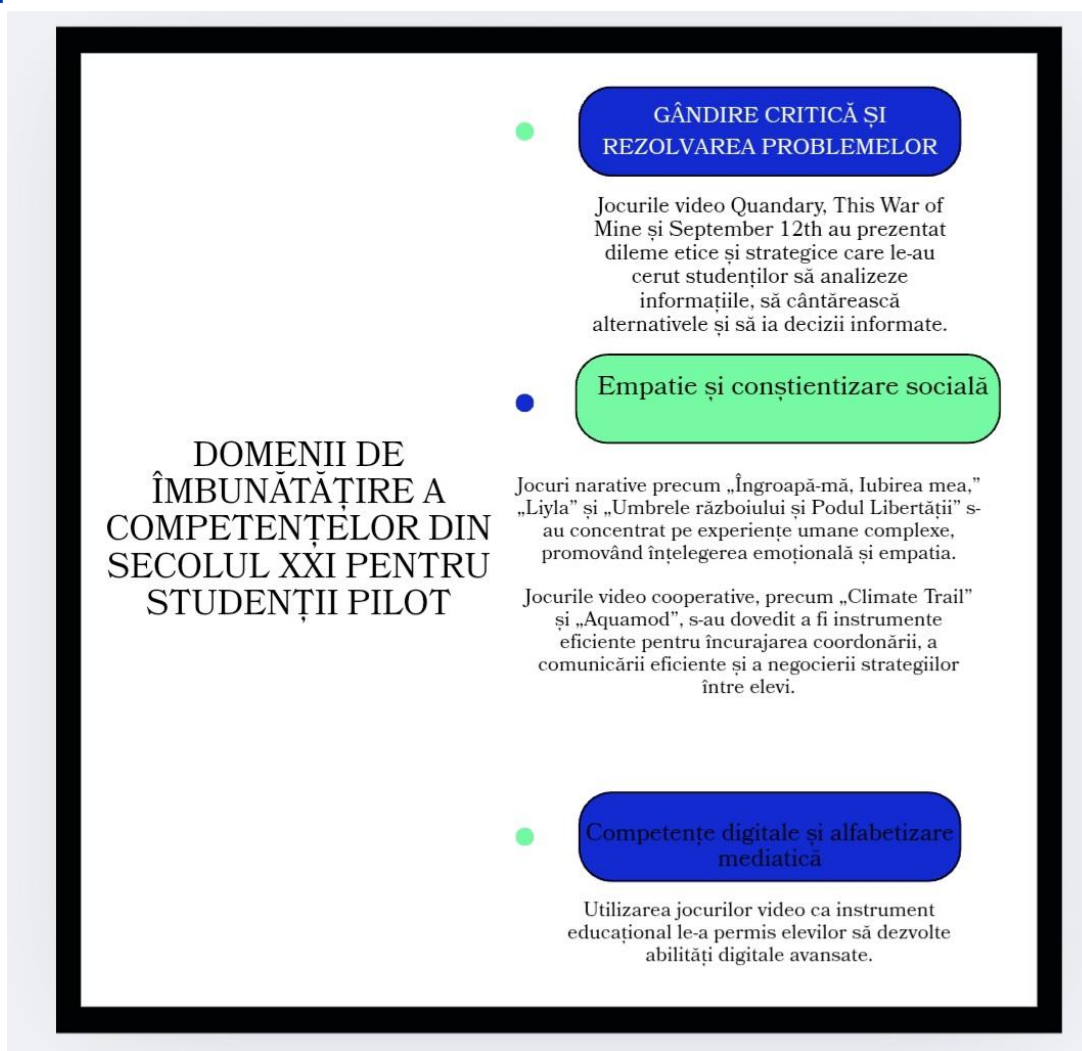 DOMENII DE
ÎMBUNĂTĂȚIRE A
COMPETENȚELOR DIN
SECOLUL XXI PENTRU
STUDENȚII PILOT
GÂNDIRE CRITICĂ ȘI
REZOLVAREA PROBLEMELOR
Jocurile video Quandary, This War of
Mine și September 12th au prezentat
dileme etice și strategice care le-au
cerut studenților să analizeze
informațiile, să cântărească
alternativele și să ia decizii informate.
Empatie și conștientizare socială
Jocuri narative precum „Îngroapă-mă, Iubirea mea,”
„Liyla” și „Umbrele războiului și Podul Libertății” s-
au concentrat pe experiențe umane complexe,
promovând înțelegerea emoțională și empatia.
Jocurile video cooperative, precum „Climate Trail”
și „Aquamod”, s-au dovedit a fi instrumente
eficiente pentru încurajarea coordonării, a
comunicării eficiente și a negocierii strategiilor
între elevi.
Competențe digitale și alfabetizare
mediatică
Utilizarea jocurilor video ca instrument
educațional le-a permis elevilor să dezvolte
abilități digitale avansate.